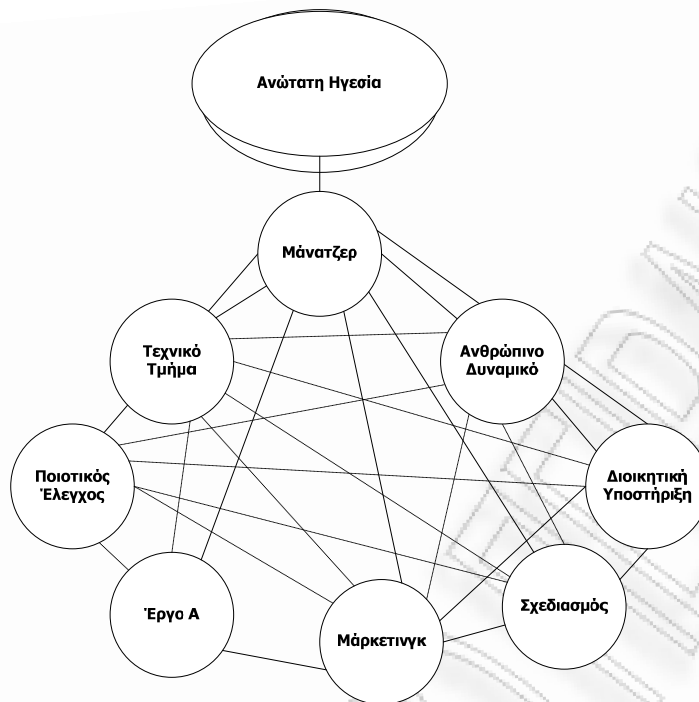 Ανώτατη Ηγεσία
Μάνατζερ
Τεχνικό
Τμήμα
Ανθρώπινο
Δυναμικό
Ποιοτικός
Έλεγχος
Διοικητική
Υποστήριξη
Έργο Α
Μάρκετινγκ
Σχεδιασμός